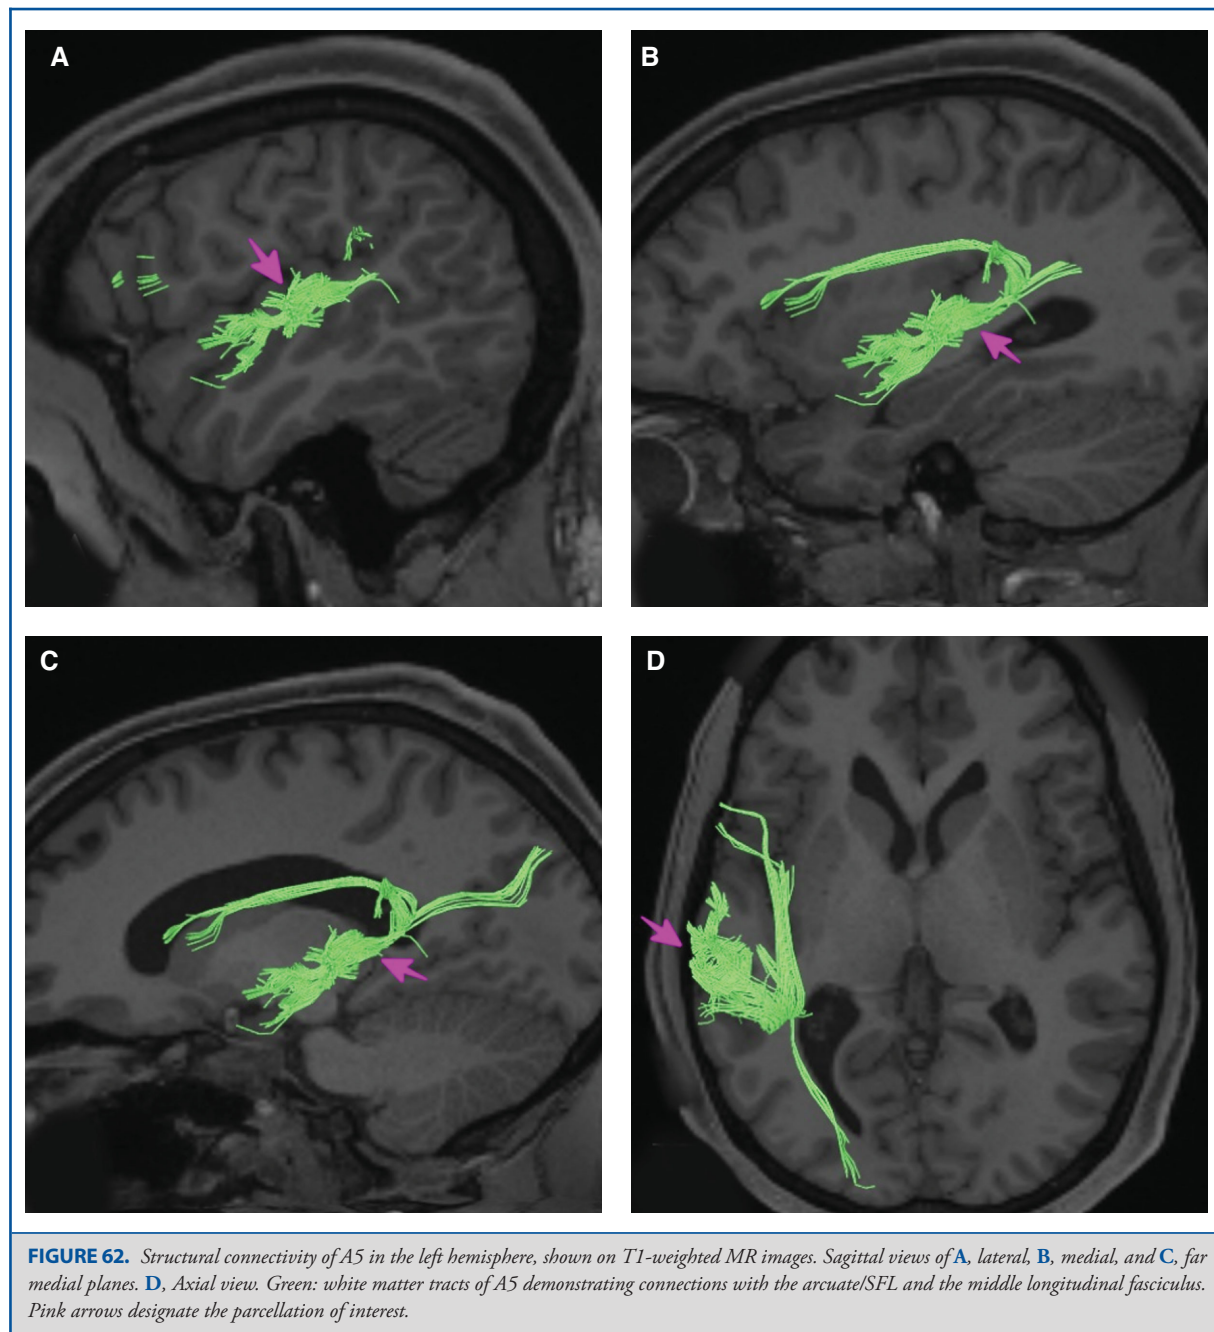 A
B
C
D
FIGURE 62. Structural connectivity of A5 in the left hemisphere, shown on T1-weighted MR images. Sagittal views of A, lateral, B, medial, and C, far
medial planes. D, Axial view. Green: white matter tracts of A5 demonstrating connections with the arcuate/SFL and the middle longitudinal fasciculus.
Pink arrows designate the parcellation of interest.